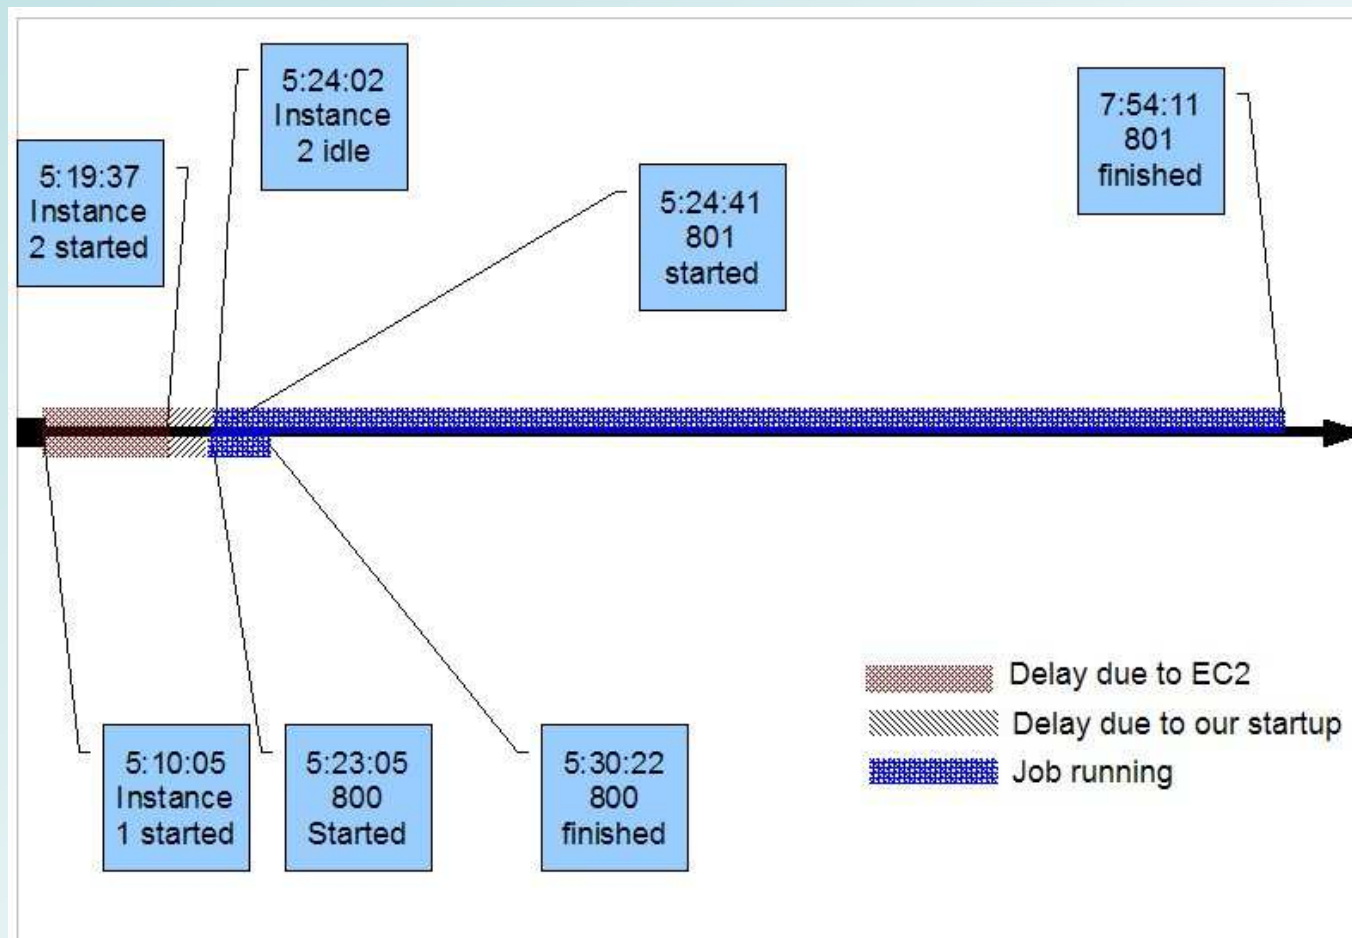 5:24:02
Instance
2 idle
7:54:11
801
finished
5:19:37
Instance
2 started
5:24:41
801
started
Delay due to EC2
Delay due to our startup
Job running
5:10:05
Instance
1 started
5:23:05
800
Started
5:30:22
800
finished